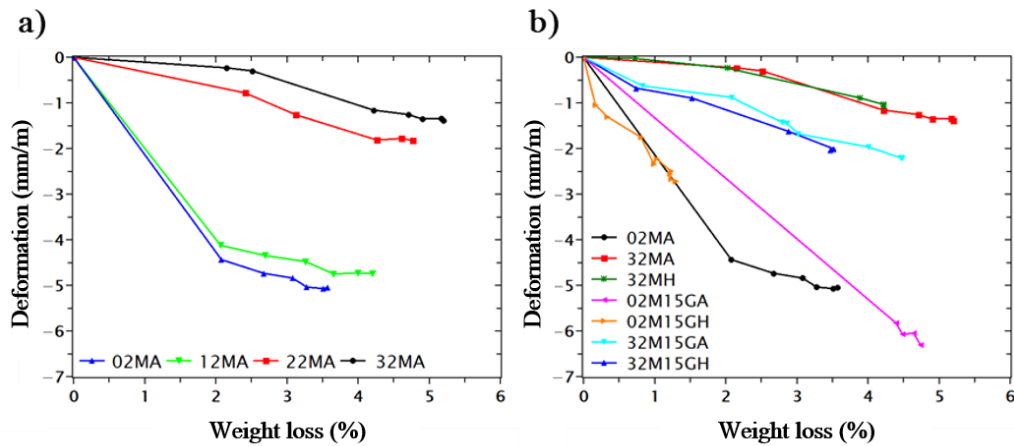 a)
0
−1
−2
−3
−4
−5
−6
−7
Deformation (mm/m)
02MA 12MA 22MA 32MA
0 1 2 3 4 5 6
Weight loss (%)
b)
0
−1
−2
−3
−4
−5
−6
−7
Deformation (mm/m)
02MA
32MA
32MH
02M15GA
02M15GH
32M15GA
32M15GH
0 1 2 3 4 5 6
Weight loss (%)